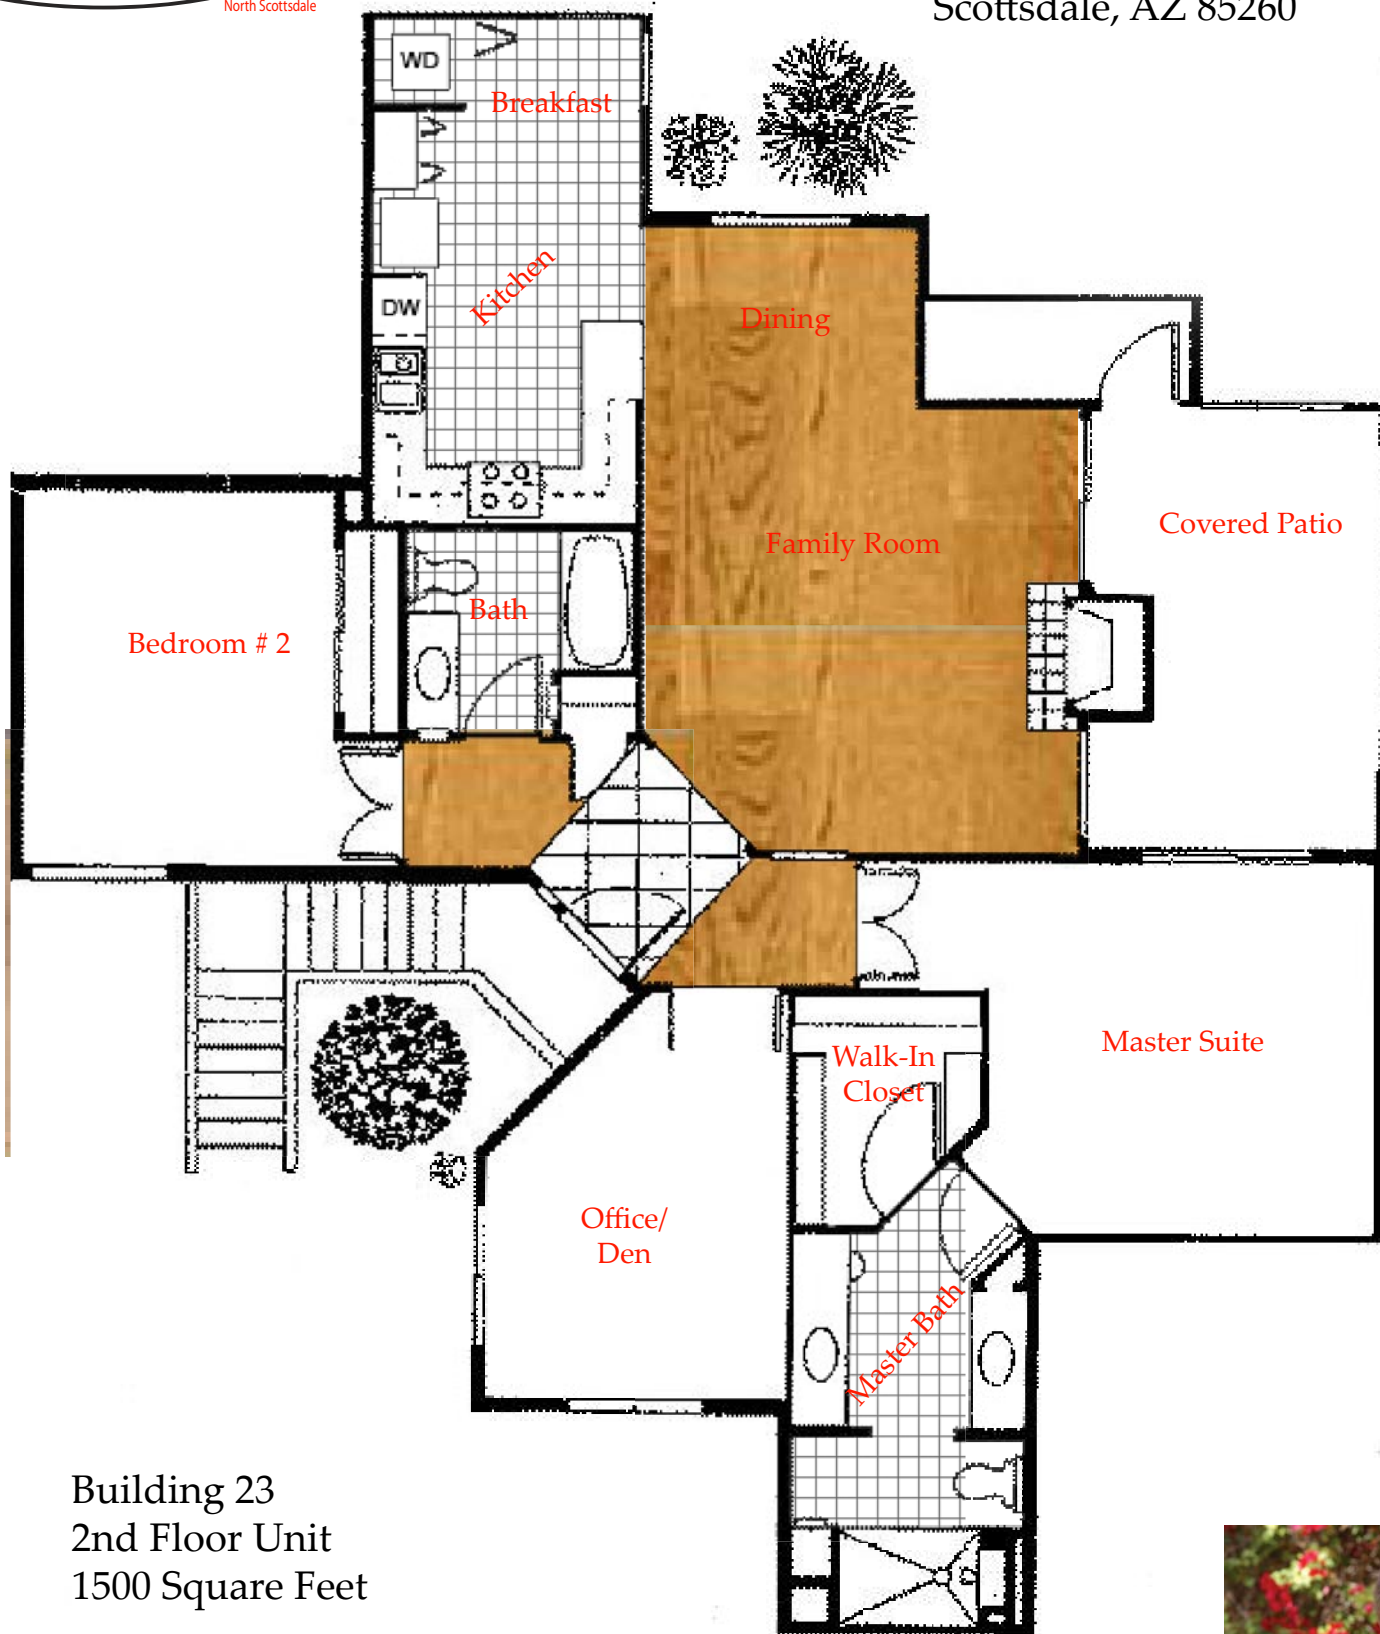 North Scottsdale
Scottsdale, AZ 85260
WD
Breakfast
Kitchen
DW
Dining
Family Room
Covered Patio
Bedroom # 2
Bath
Walk-In
Closet
Master Suite
Office/
Den
Master Bath
Building 23
2nd Floor Unit
1500 Square Feet